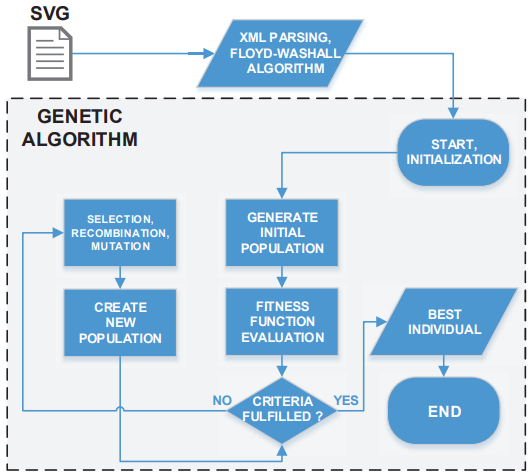 SVG
XML PARSING,
FLOYD-WASHALL
ALGORITHM
GENETIC
ALGORITHM
START,
INITIALIZATION
SELECTION,
RECOMBINATION,
MUTATION
GENERATE
INITIAL
POPULATION
CREATE
NEW
POPULATION
FITNESS
FUNCTION
EVALUATION
BEST
INDIVIDUAL
NO
CRITERIA
FULFILLED ?
YES
END